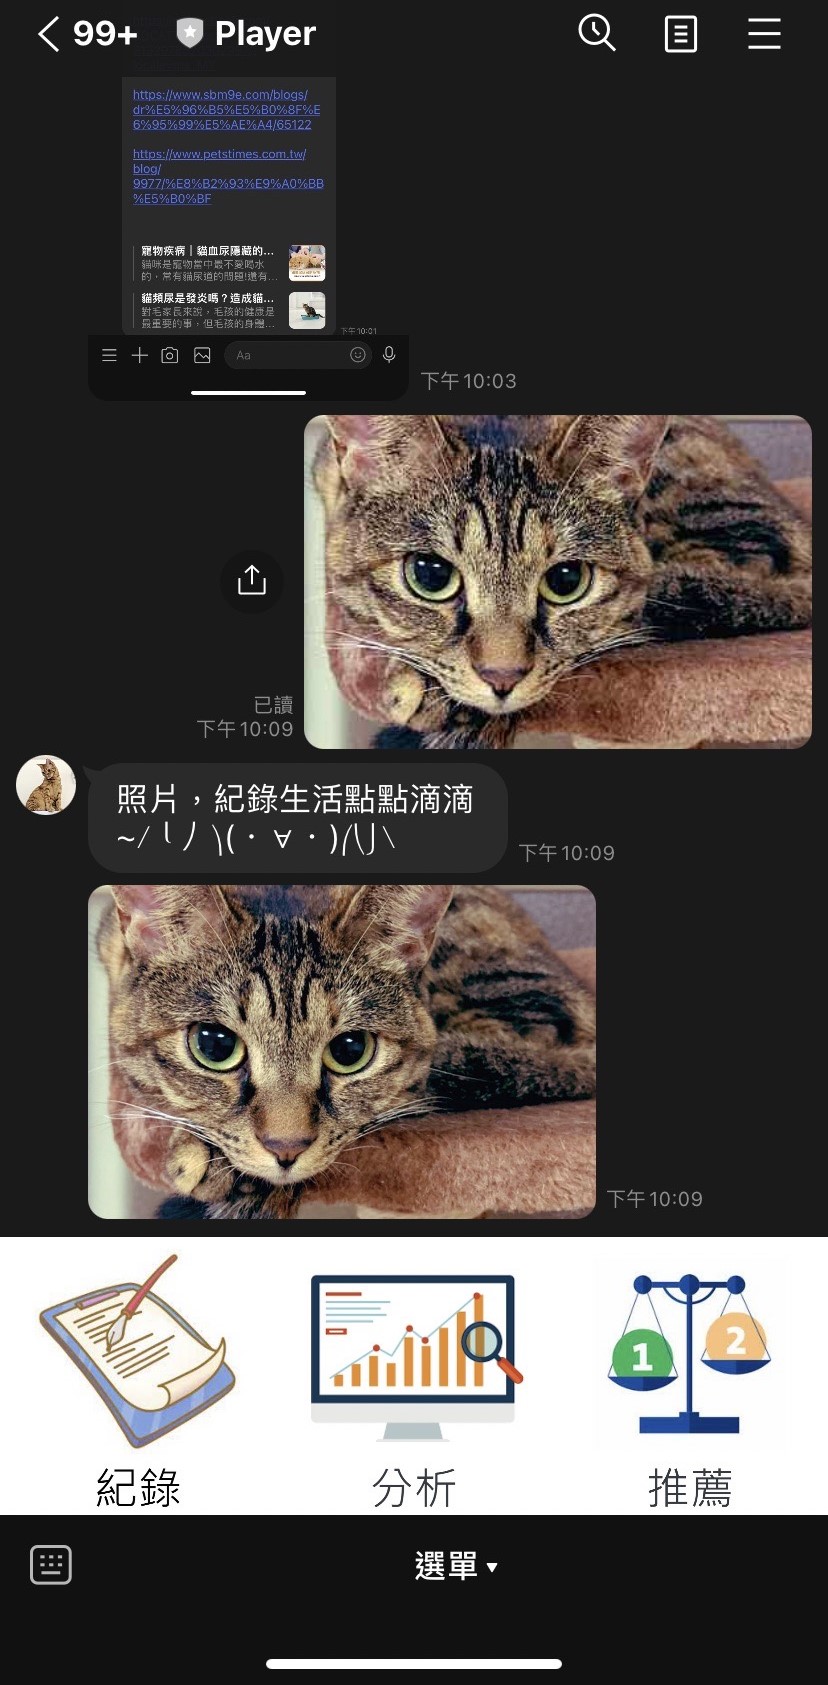 99+
Player
https://www.sbm9e.com/blogs/
dr%E5%96%B5%E5%B0%8F%E
6%95%99%E5%AE%A4/65122
https://www.petstimes.com.tw/
blog/
9977/%E8%B2%93%E9%A0%BB
%E5%B0%BF
寵物疾病｜貓血尿隱藏的...
貓咪是寵物當中最不愛喝水
的，常有貓尿道的問題!還有...
貓頻尿是發炎嗎？造成貓...
對毛家長來說，毛孩的健康是
最重要的事，但毛孩的身體...
下午10:01
Aa
下午10:03
已讀
下午10:09
照片，紀錄生活點點滴滴
~/╰ 丿 \(・∀・)/(⎠ \
下午10:09
下午10:09
1
2
紀錄
分析
推薦
選單▾